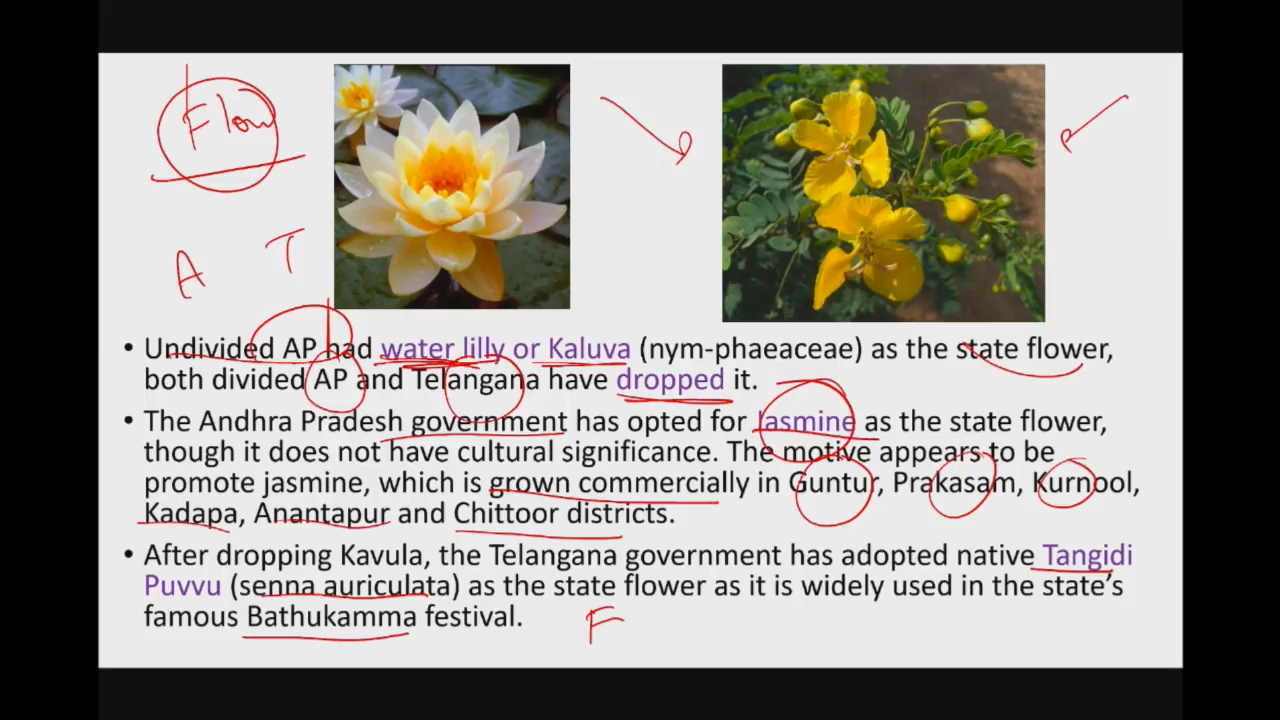 Flow
A T
• Undivided AP had water lilly or Kaluva (nym-phaeaceae) as the state flower,
both divided AP and Telangana have dropped it.
• The Andhra Pradesh government has opted for Jasmine as the state flower,
though it does not have cultural significance. The motive appears to be
promote jasmine, which is grown commercially in Guntur, Prakasam, Kurnool,
Kadapa, Anantapur and Chittoor districts.
• After dropping Kavula, the Telangana government has adopted native Tangidi
Puvvu (senna auriculata) as the state flower as it is widely used in the state’s
famous Bathukamma festival.
F